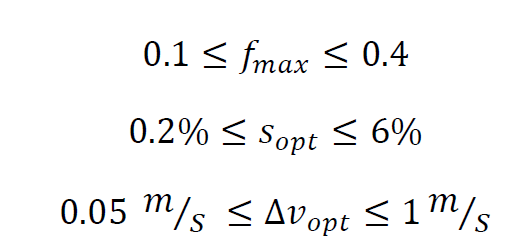 0.1 ≤ f_max ≤ 0.4
0.2% ≤ s_opt ≤ 6%
0.05 m/s ≤ Δv_opt ≤ 1 m/s